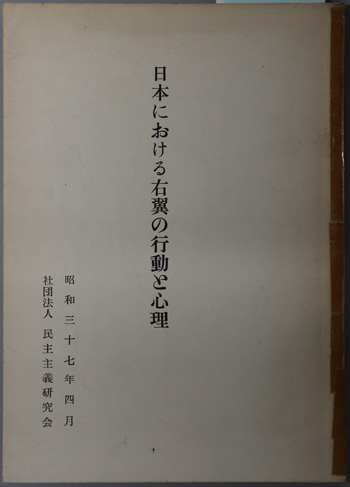 日本における右翼の行動と心理
昭和三十七年四月
社団法人 民主主義研究会